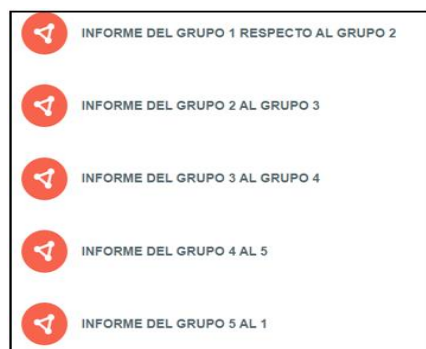 INFORME DEL GRUPO 1 RESPECTO AL GRUPO 2
INFORME DEL GRUPO 2 AL GRUPO 3
INFORME DEL GRUPO 3 AL GRUPO 4
INFORME DEL GRUPO 4 AL 5
INFORME DEL GRUPO 5 AL 1